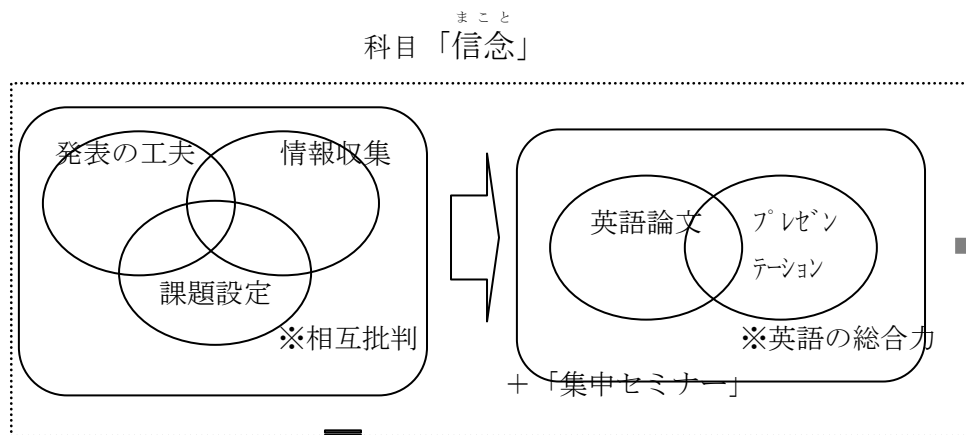 まこと
科目「信念」
発表の工夫
情報収集
課題設定
※相互批判
英語論文
プレゼン
テーション
※英語の総合力
＋「集中セミナー」